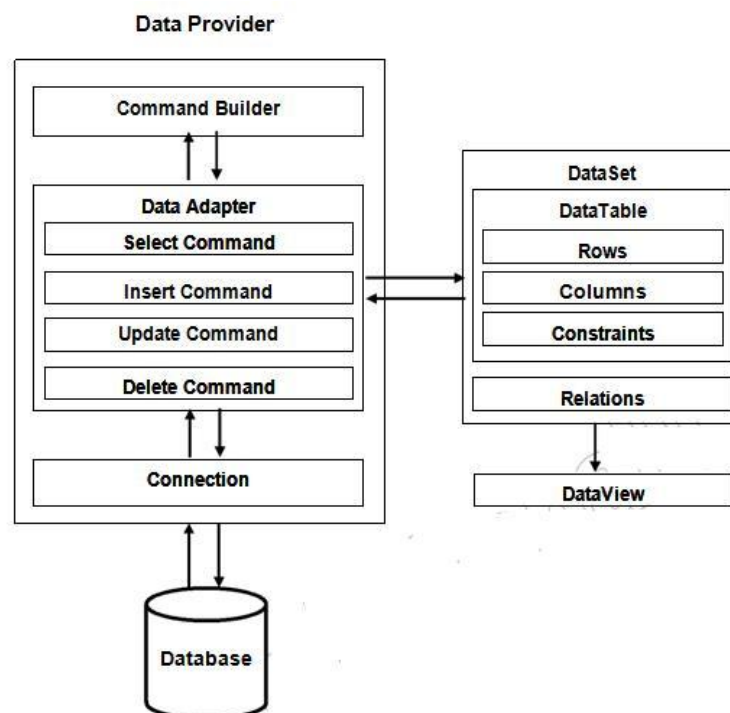 Data Provider
Command Builder
Data Adapter
Select Command
Insert Command
Update Command
Delete Command
Connection
Database
DataSet
DataTable
Rows
Columns
Constraints
Relations
DataView